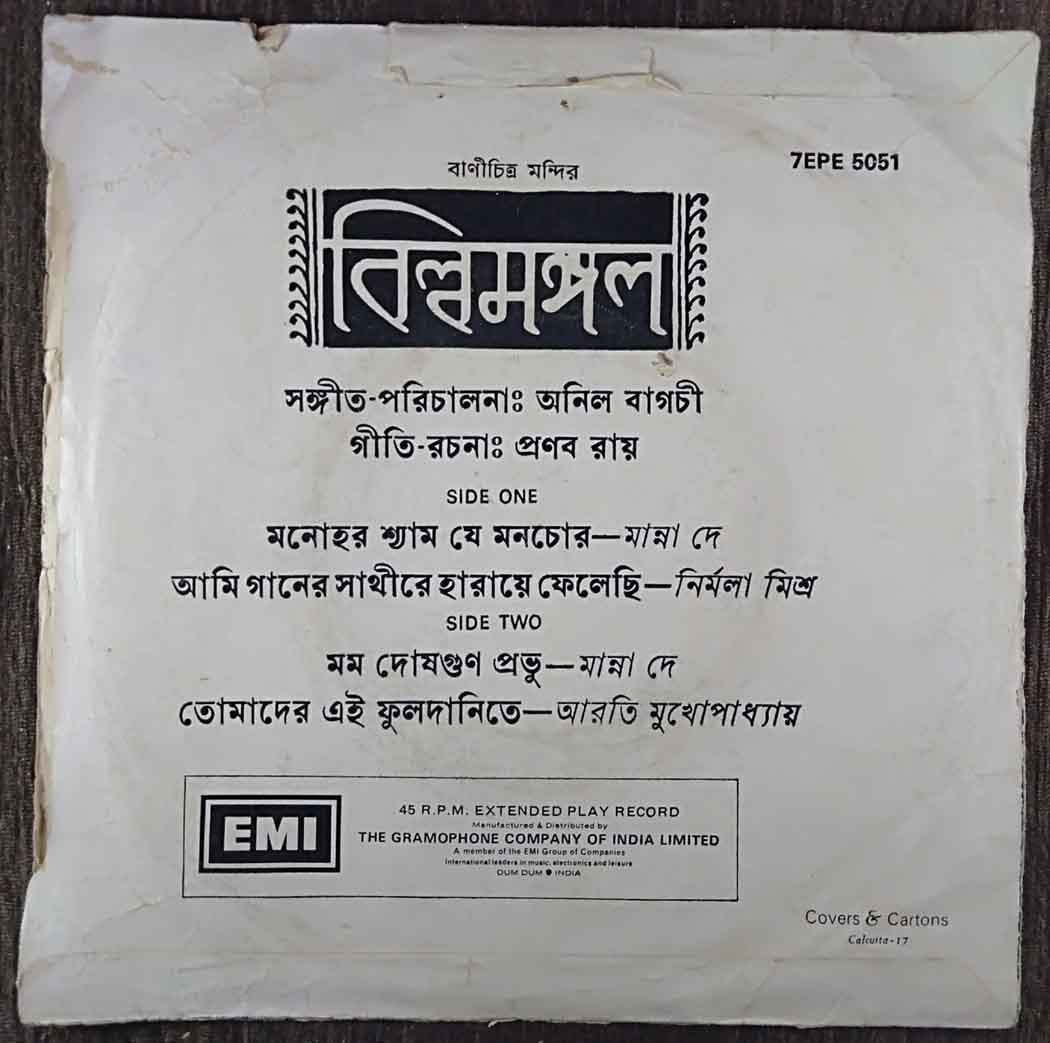 বাণীচিত্র মন্দির
7EPE 5051
বিল্বমঙ্গল
সঙ্গীত-পরিচালনাঃ অনিল বাগচী
গীতি-রচনাঃ প্রণব রায়
SIDE ONE
মনোহর শ্যাম যে মনচোর—মান্না দে
আমি গানের সাথীরে হারায়ে ফেলেছি—নির্মলা মিশ্র
SIDE TWO
মম দোষগুণ প্রভু—মান্না দে
তোমাদের এই ফুলদানিতে—আরতি মুখোপাধ্যায়
EMI
45 R.P.M. EXTENDED PLAY RECORD
Manufactured & Distributed by
THE GRAMOPHONE COMPANY OF INDIA LIMITED
A member of the EMI Group of Companies
International leaders in music, electronics and leisure
DUM DUM ● INDIA
Covers & Cartons
Calcutta-17